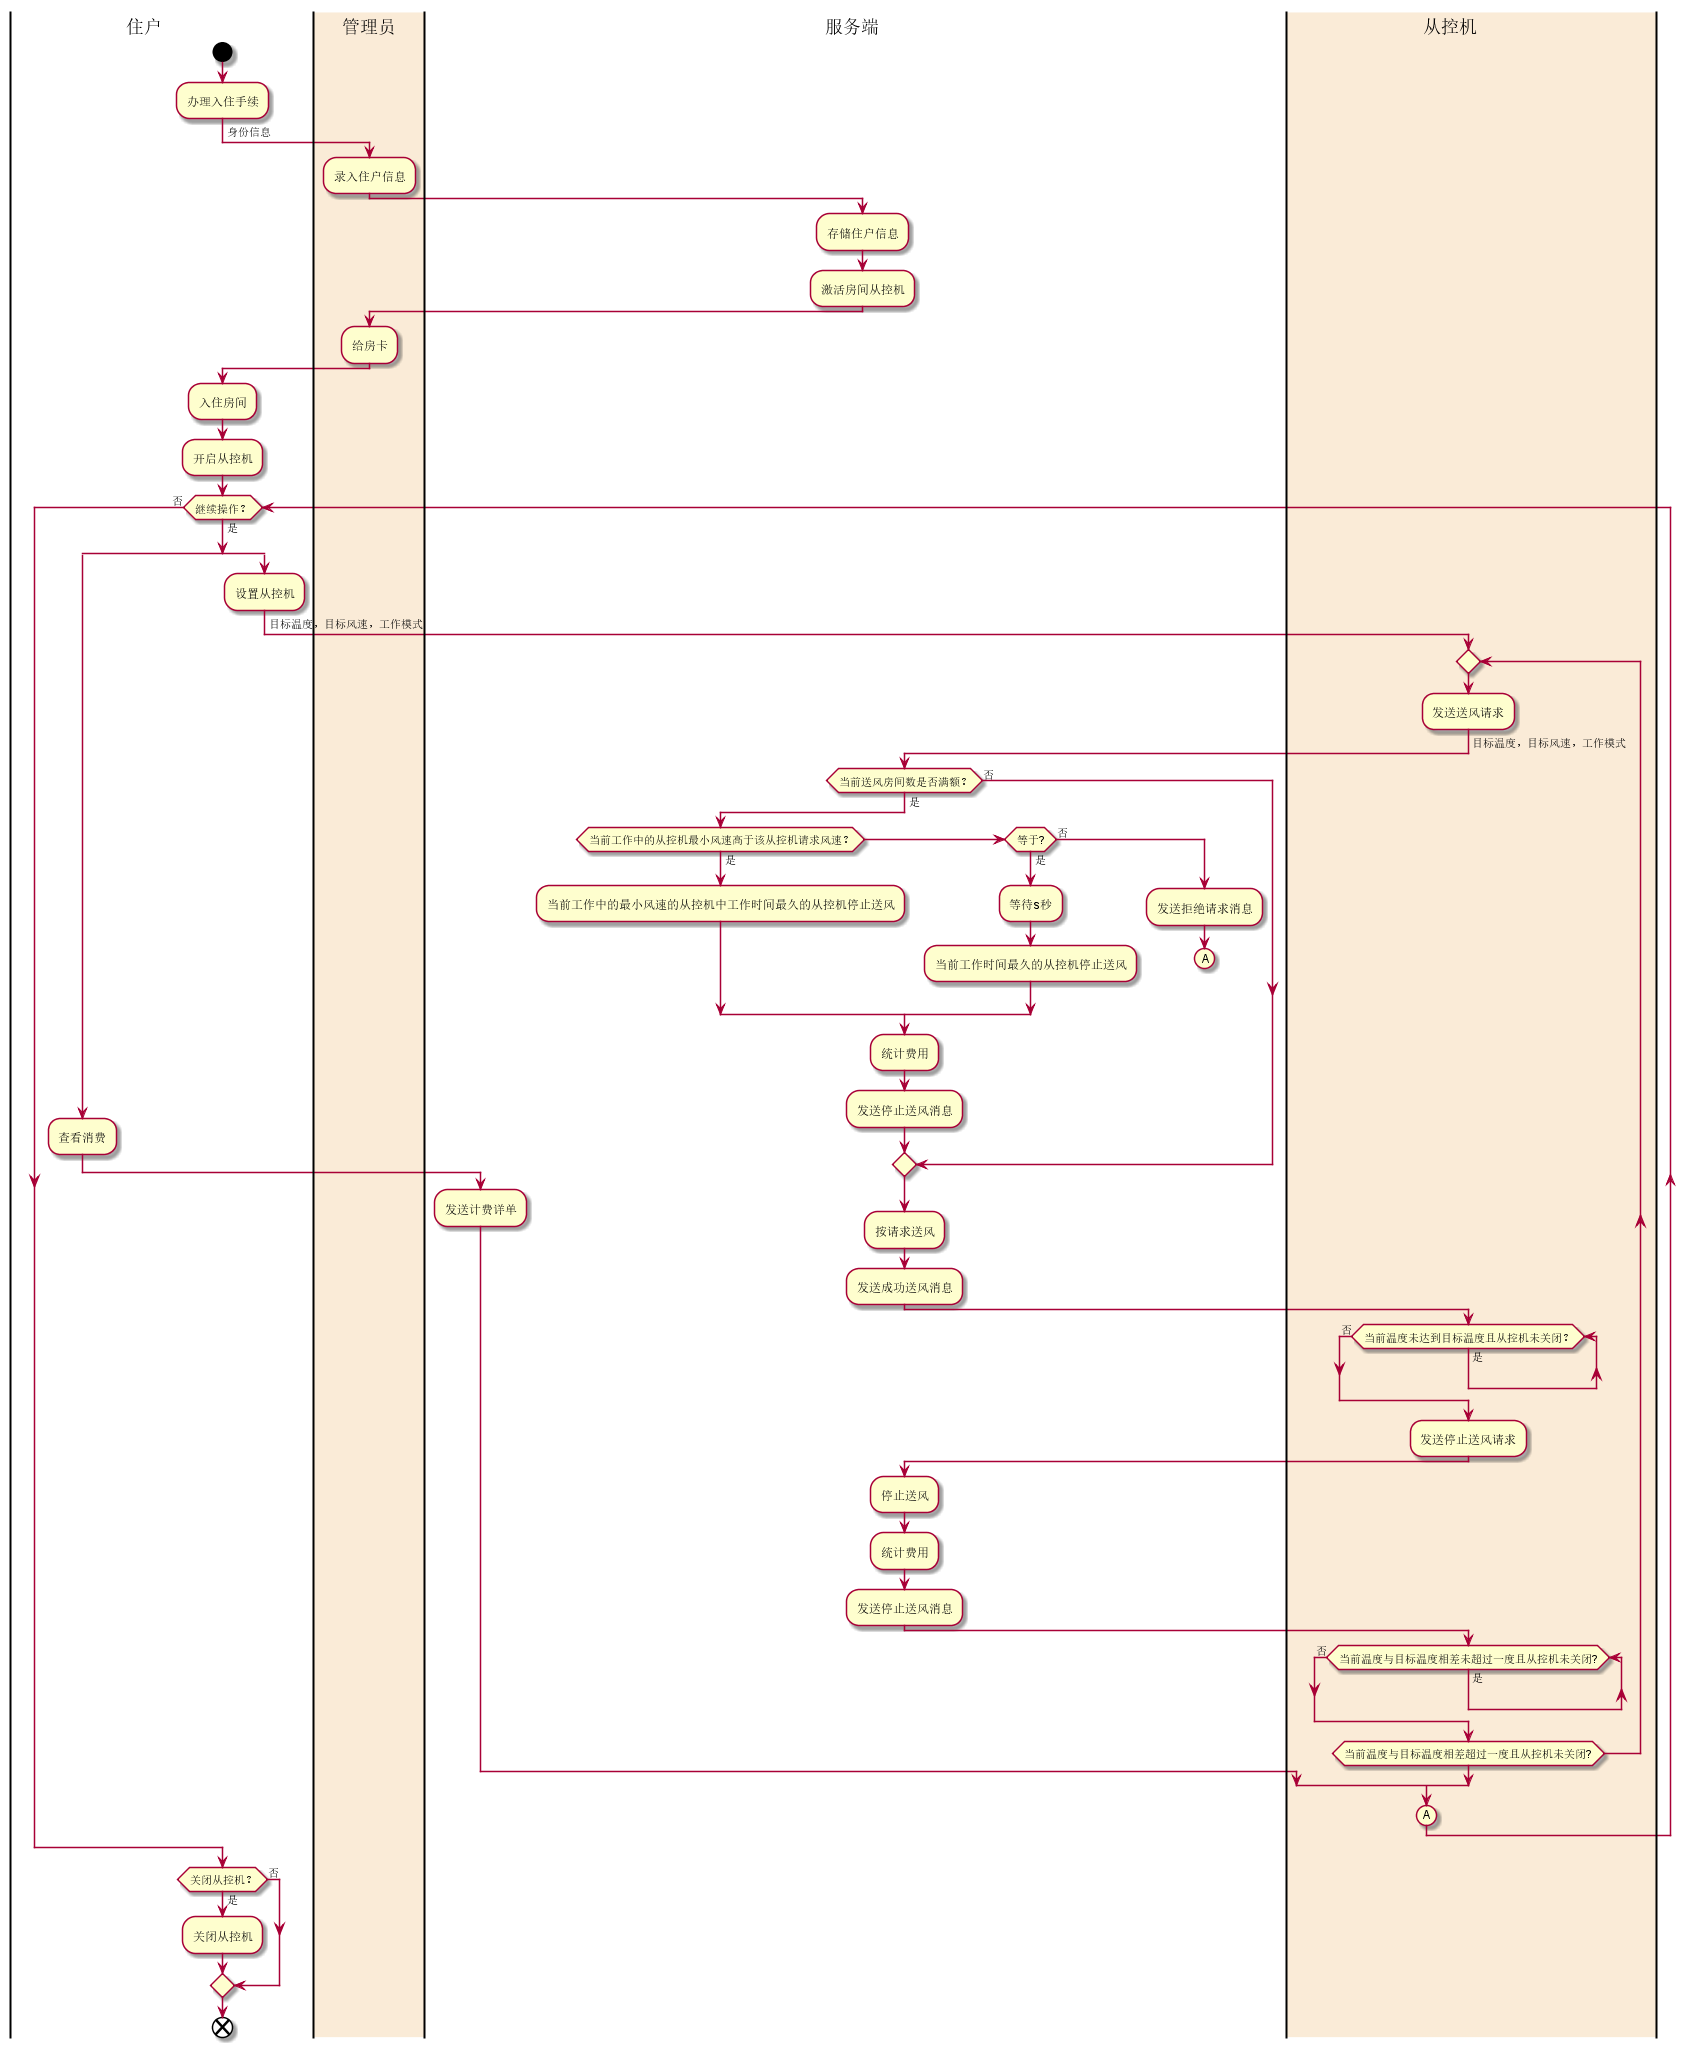 住户
管理员
服务端
从控机
办理入住手续
身份信息
录入住户信息
存储住户信息
激活房间从控机
给房卡
入住房间
开启从控机
否
继续操作？
是
设置从控机
目标温度，目标风速，工作模式
发送送风请求
目标温度，目标风速，工作模式
当前送风房间数是否满额？
否
是
当前工作中的从控机最小风速高于该从控机请求风速？
等于?
否
是
是
当前工作中的最小风速的从控机中工作时间最久的从控机停止送风
等待s秒
发送拒绝请求消息
当前工作时间最久的从控机停止送风
A
统计费用
发送停止送风消息
查看消费
发送计费详单
按请求送风
发送成功送风消息
否
当前温度未达到目标温度且从控机未关闭？
是
发送停止送风请求
停止送风
统计费用
发送停止送风消息
否
当前温度与目标温度相差未超过一度且从控机未关闭?
是
当前温度与目标温度相差超过一度且从控机未关闭?
A
关闭从控机？
否
是
关闭从控机